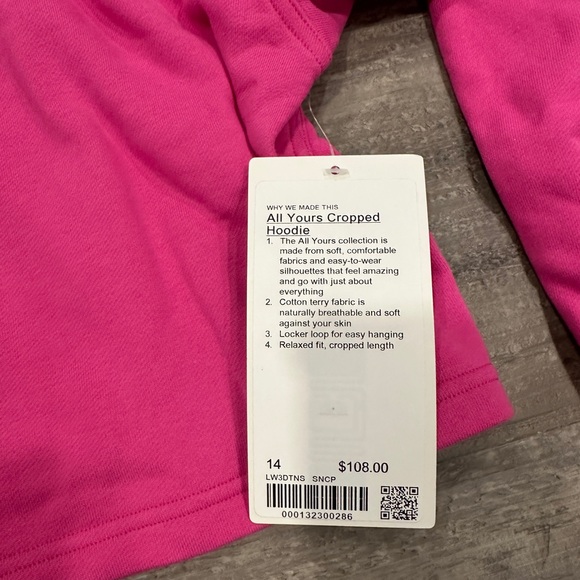 WHY WE MADE THIS
All Yours Cropped
Hoodie
1. The All Yours collection is
made from soft, comfortable
fabrics and easy-to-wear
silhouettes that feel amazing
and go with just about
everything
2. Cotton terry fabric is
naturally breathable and soft
against your skin
3. Locker loop for easy hanging
4. Relaxed fit, cropped length
14 $108.00
LW3DTNS SNCP
000132300286